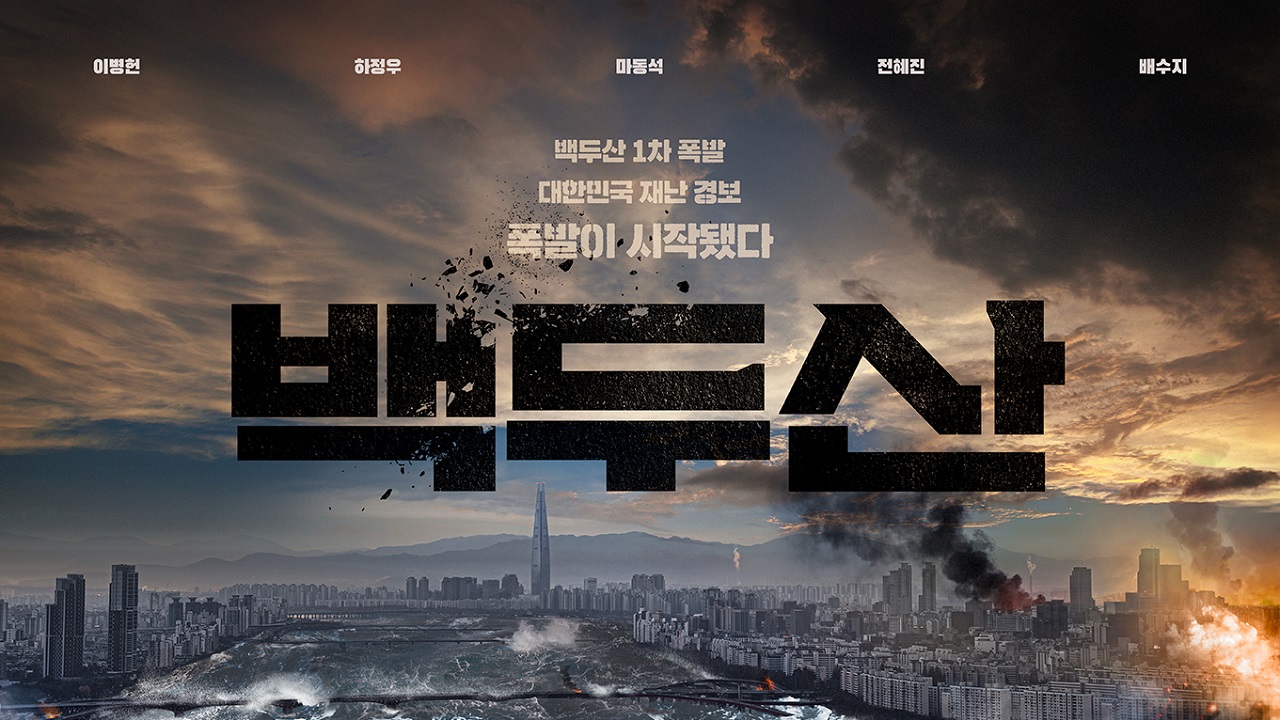 이병헌 하정우 마동석 전혜진 배수지
백두산 1차 폭발
대한민국 재난 경보
폭발이 시작됐다
백두산